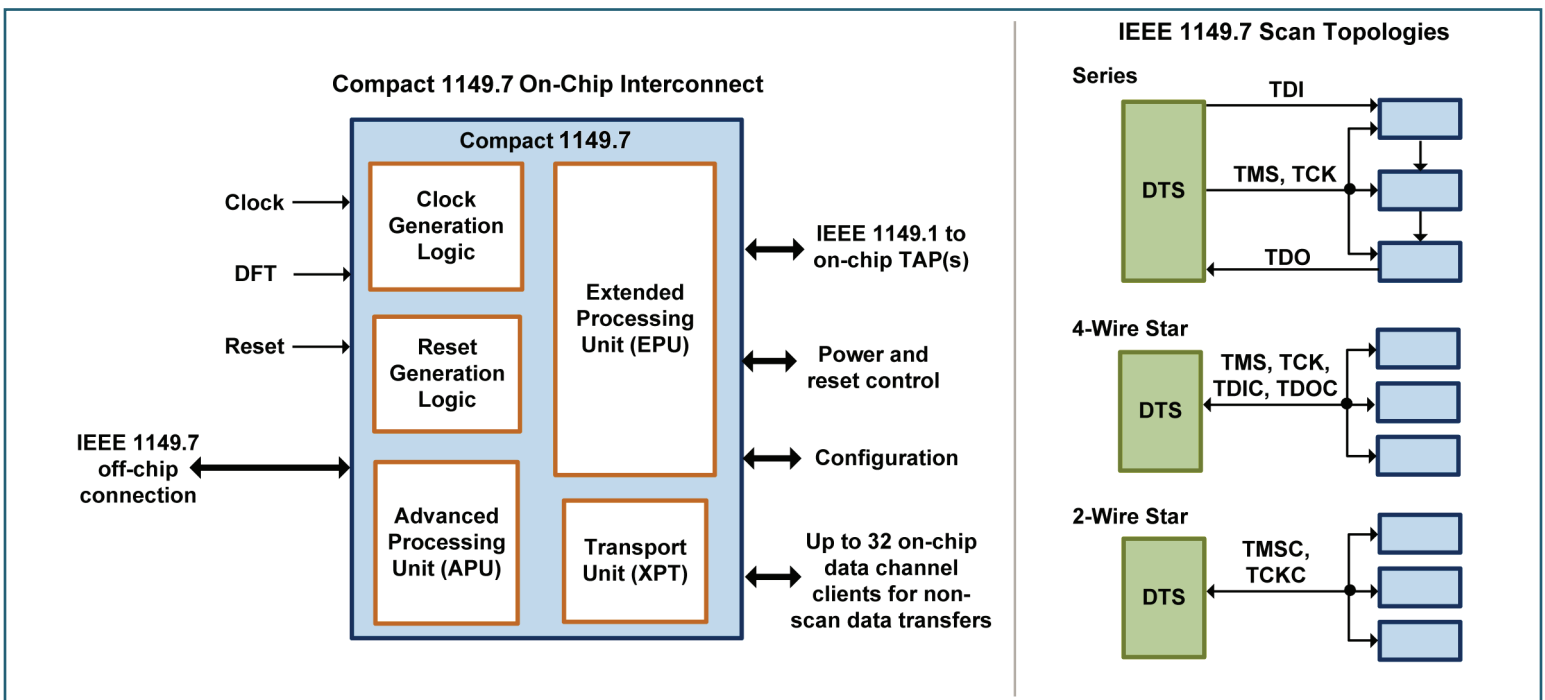 Compact 1149.7 On-Chip Interconnect
Compact 1149.7
Clock
DFT
Reset
IEEE 1149.7
off-chip
connection
Clock
Generation
Logic
Reset
Generation
Logic
Advanced
Processing
Unit (APU)
Extended
Processing
Unit (EPU)
Transport
Unit (XPT)
IEEE 1149.1 to
on-chip TAP(s)
Power and
reset control
Configuration
Up to 32 on-chip
data channel
clients for non-
scan data transfers
IEEE 1149.7 Scan Topologies
Series
DTS
TDI
TMS, TCK
TDO
4-Wire Star
DTS
TMS, TCK,
TDIC, TDOC
2-Wire Star
DTS
TMSC,
TCKC